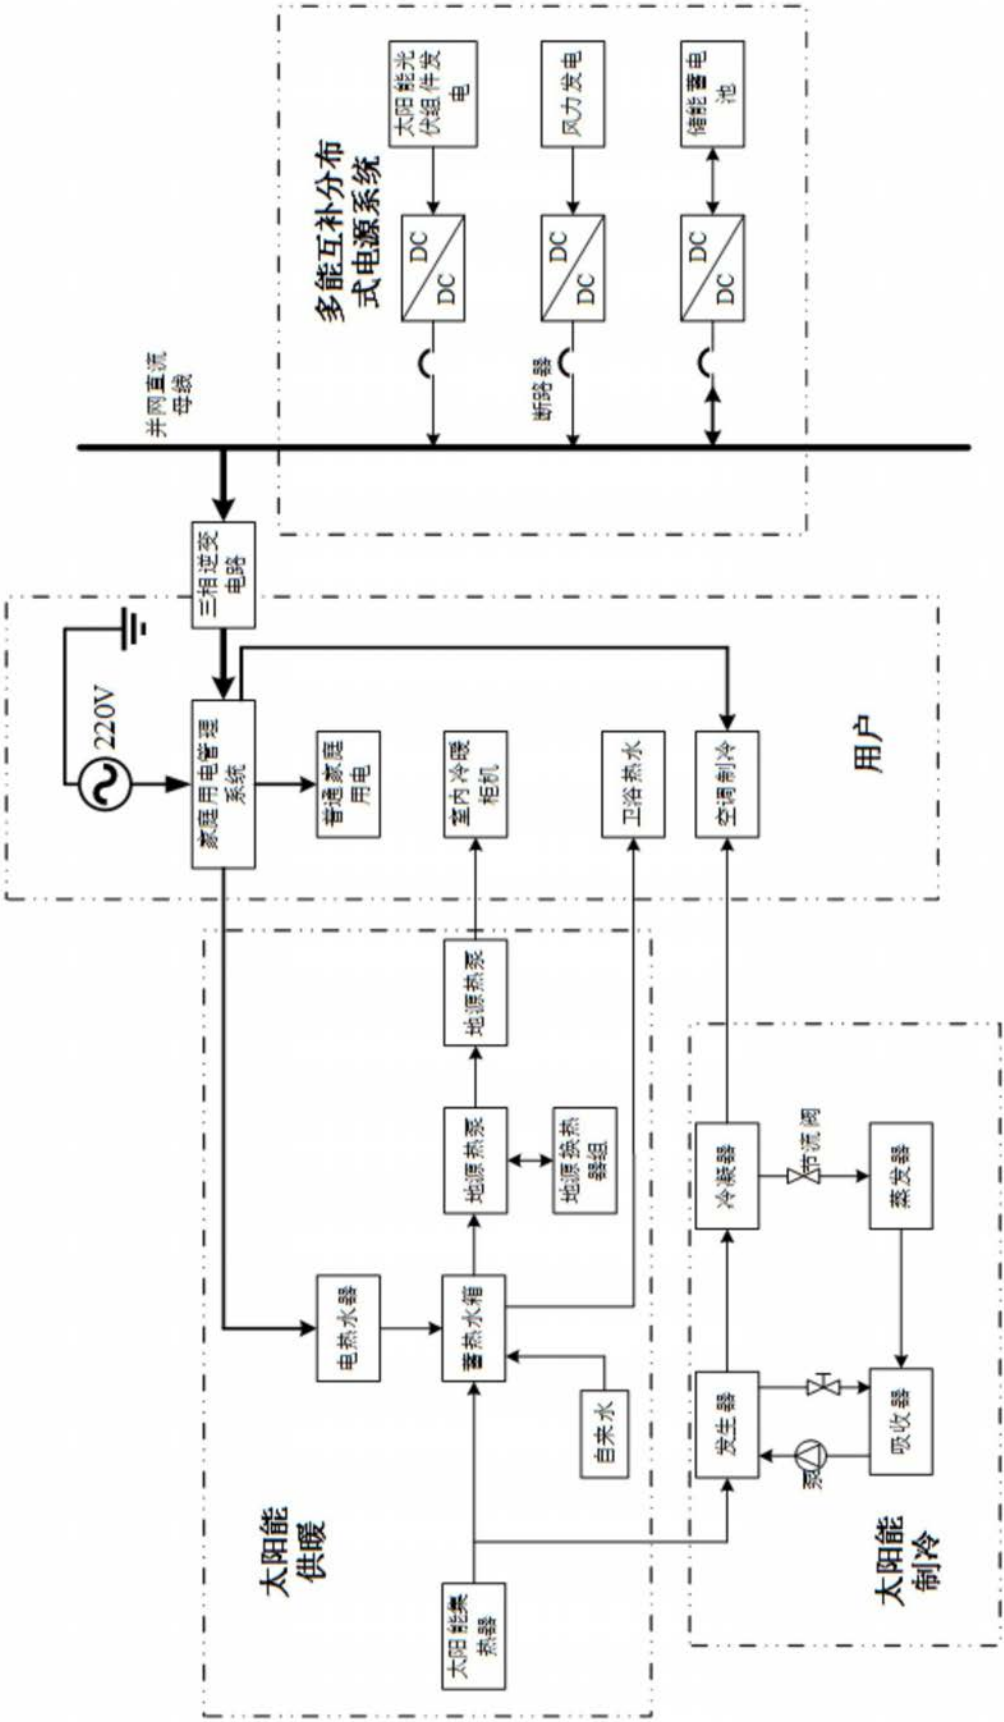 太阳能
供暖
太阳能集
热器
自来水
电热水器
蓄热水箱
地源热泵
地源换热
器组
地源热泵
太阳能
制冷
发生器
泵
吸收器
冷凝器
节流阀
蒸发器
220V
家庭用电管理
系统
三相逆变
电路
普通家庭
用电
室内冷暖
柜机
卫浴热水
空调制冷
用户
并网直流
母线
多能互补分布
式电源系统
断路器
DC
DC
DC
DC
DC
DC
太阳能光
伏组件发
电
风力发电
储能蓄电
池